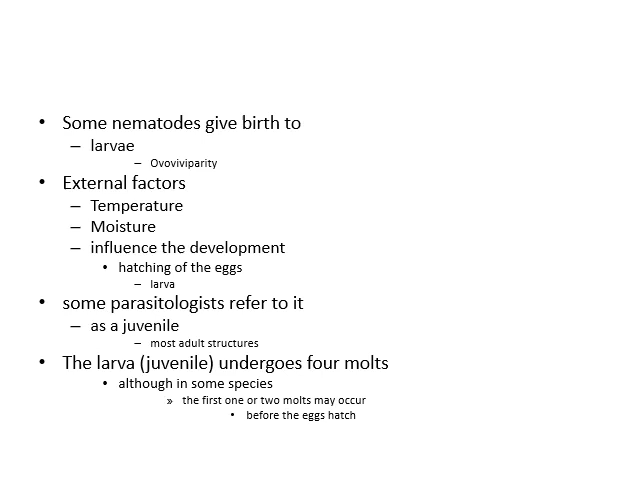 • Some nematodes give birth to
– larvae
– Ovoviviparity
• External factors
– Temperature
– Moisture
– influence the development
• hatching of the eggs
– larva
• some parasitologists refer to it
– as a juvenile
– most adult structures
• The larva (juvenile) undergoes four molts
• although in some species
» the first one or two molts may occur
• before the eggs hatch